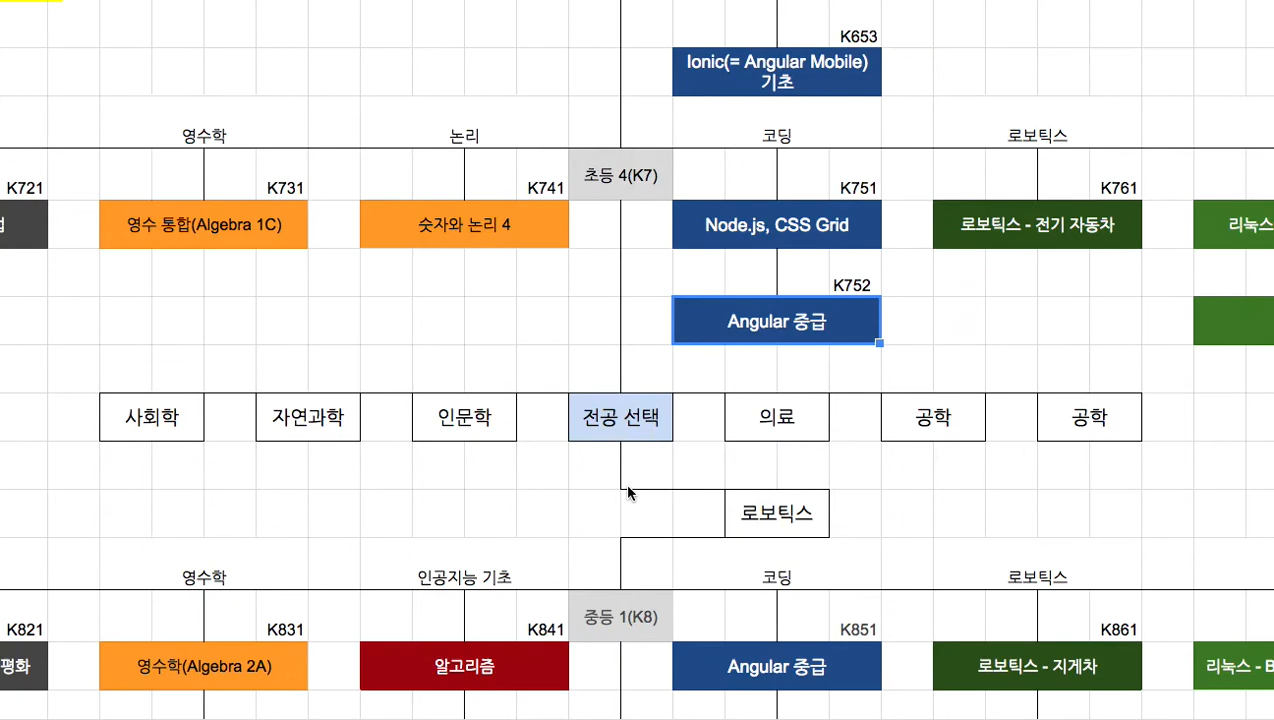 K653
Ionic(= Angular Mobile)
기초
영수학 논리 코딩 로보틱스
초등 4(K7)
K721 K731 K741 K751 K761
영수 통합(Algebra 1C) 숫자와 논리 4 Node.js, CSS Grid 로보틱스 - 전기 자동차 리눅스
K752
Angular 중급
사회학 자연과학 인문학 전공 선택 의료 공학 공학
로보틱스
영수학 인공지능 기초 코딩 로보틱스
중등 1(K8)
K821 K831 K841 K851 K861
평화 영수학(Algebra 2A) 알고리즘 Angular 중급 로보틱스 - 지게차 리눅스 - B